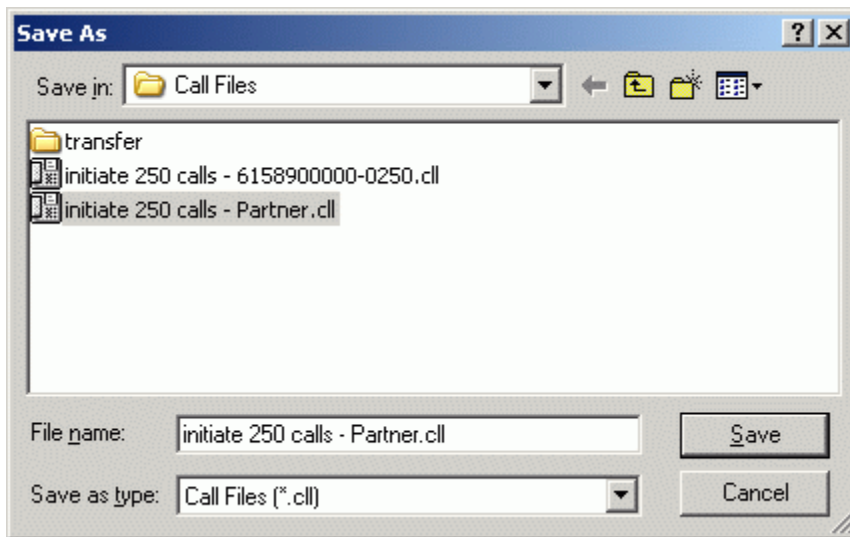 Save As
Save in: Call Files
transfer
initiate 250 calls - 6158900000-0250.cll
initiate 250 calls - Partner.cll
File name: initiate 250 calls - Partner.cll Save
Save as type: Call Files (*.cll) Cancel